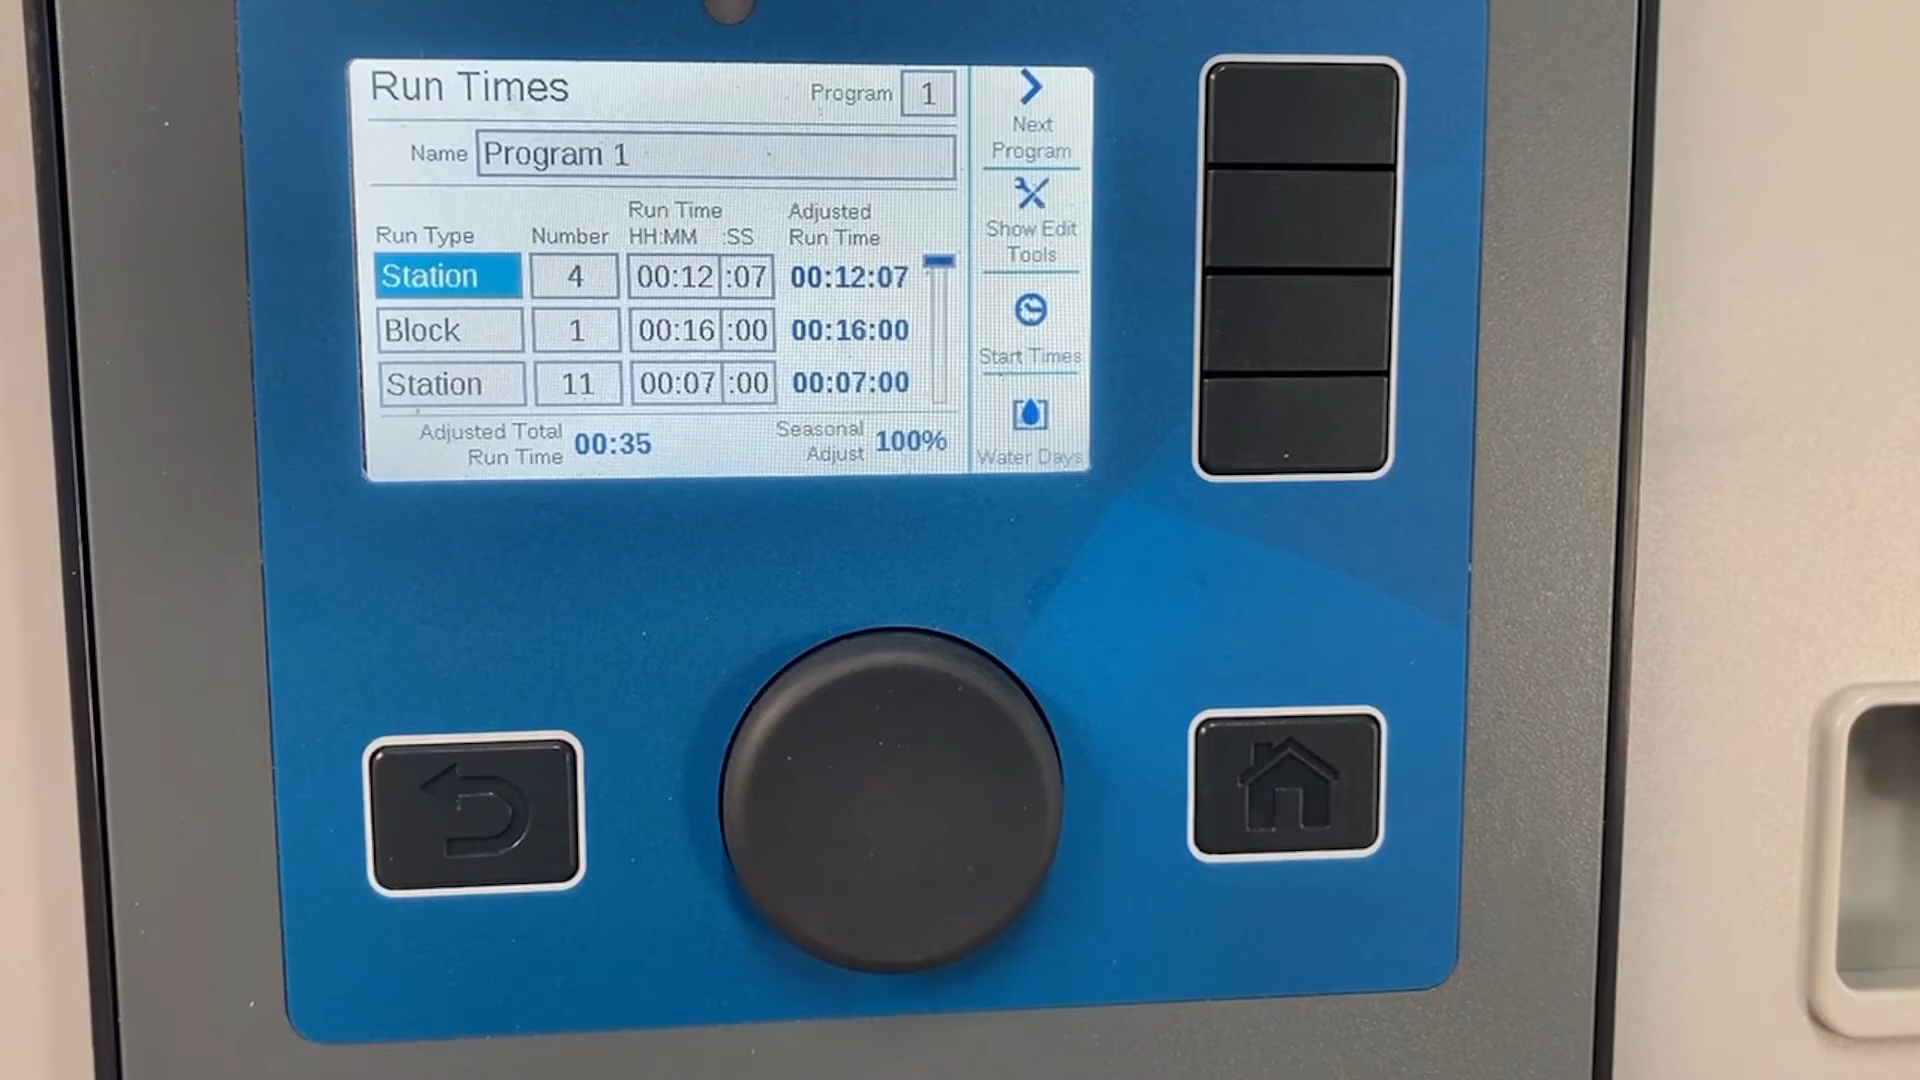 Run Times
Program 1
Name Program 1
Run Type Number Run Time HH:MM :SS Adjusted Run Time
Station 4 00:12 :07 00:12:07
Block 1 00:16 :00 00:16:00
Station 11 00:07 :00 00:07:00
Adjusted Total Run Time 00:35
Seasonal Adjust 100%
Next
Program
Show Edit
Tools
Start Times
Water Days